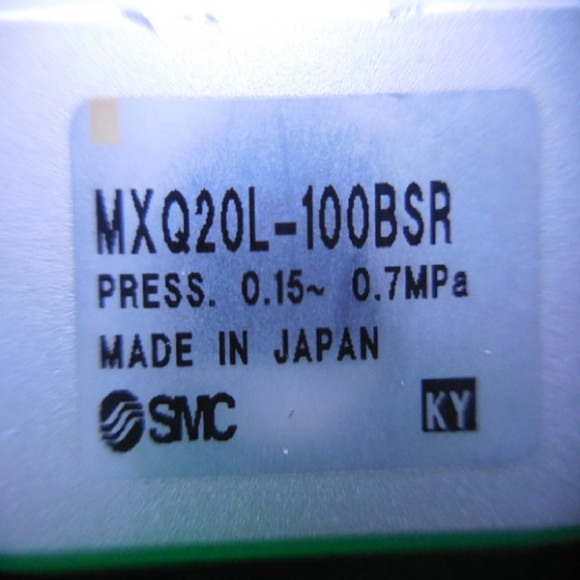 MXQ20L-100BSR
PRESS. 0.15~ 0.7MPa
MADE IN JAPAN
SMC KY